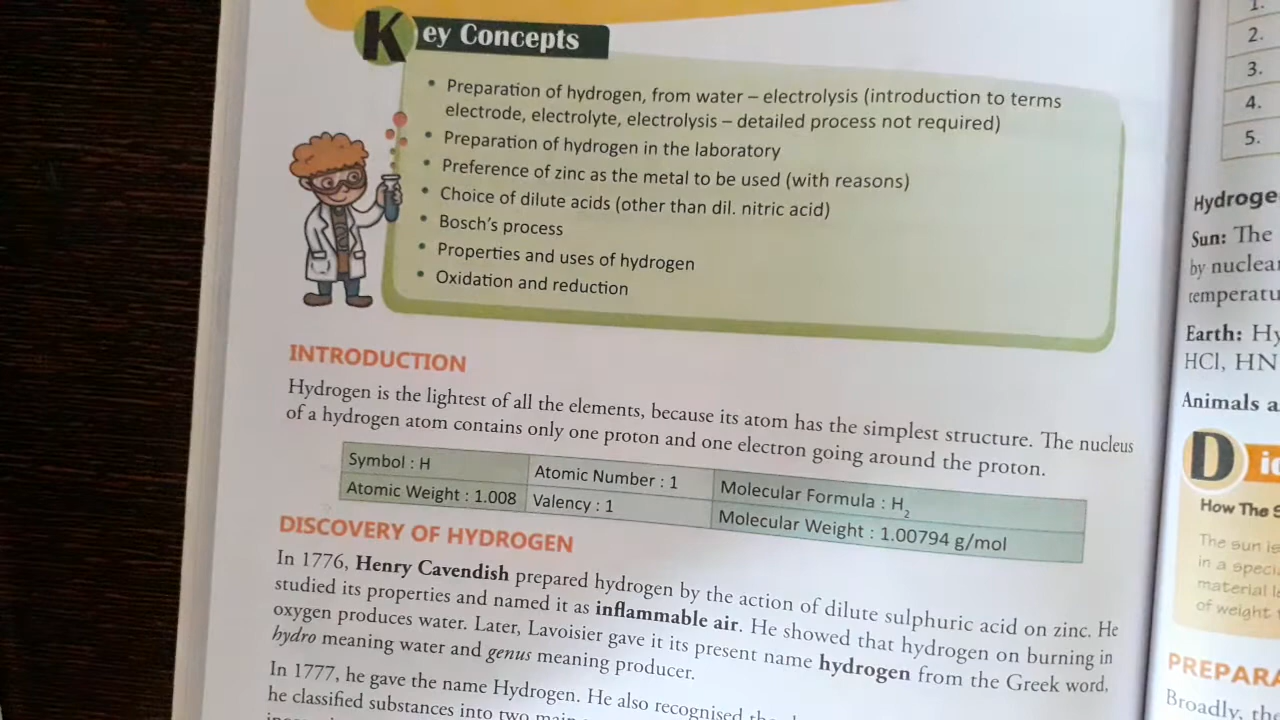 Key Concepts
• Preparation of hydrogen, from water – electrolysis (introduction to terms
electrode, electrolyte, electrolysis – detailed process not required)
• Preparation of hydrogen in the laboratory
• Preference of zinc as the metal to be used (with reasons)
• Choice of dilute acids (other than dil. nitric acid)
• Bosch's process
• Properties and uses of hydrogen
• Oxidation and reduction
INTRODUCTION
Hydrogen is the lightest of all the elements, because its atom has the simplest structure. The nucleus
of a hydrogen atom contains only one proton and one electron going around the proton.
Symbol : H Atomic Number : 1 Molecular Formula : H₂
Atomic Weight : 1.008 Valency : 1 Molecular Weight : 1.00794 g/mol
DISCOVERY OF HYDROGEN
In 1776, Henry Cavendish prepared hydrogen by the action of dilute sulphuric acid on zinc. He
studied its properties and named it as inflammable air. He showed that hydrogen on burning in
oxygen produces water. Later, Lavoisier gave it its present name hydrogen from the Greek word,
hydro meaning water and genus meaning producer.
In 1777, he gave the name Hydrogen. He also recognised
he classified substances into two
1.
2.
3.
4.
5.
Sun: The
by nuclear
Earth:
HCl,
Animals
D
How The
The sun is
in a
material
of weight
Broadly,